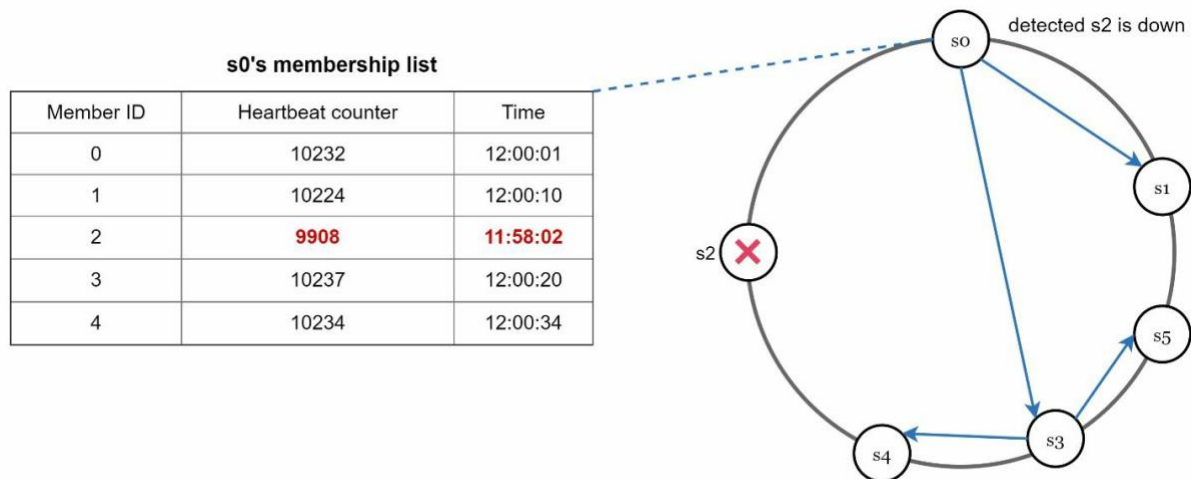 detected s2 is down
s0's membership list
Member ID Heartbeat counter Time
0 10232 12:00:01
1 10224 12:00:10
2 9908 11:58:02
3 10237 12:00:20
4 10234 12:00:34
s0
s1
s2
s5
s3
s4